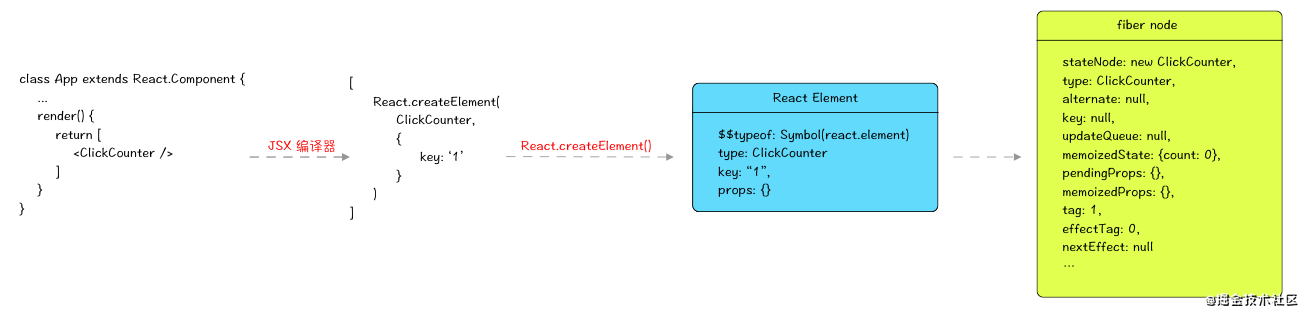 class App extends React.Component {
...
render() {
return [
<ClickCounter />
]
}
}
JSX 编译器
[
React.createElement(
ClickCounter,
{
key: ‘1’
}
)
]
React.createElement()
React Element
$$typeof: Symbol(react.element)
type: ClickCounter
key: “1”,
props: {}
fiber node
stateNode: new ClickCounter,
type: ClickCounter,
alternate: null,
key: null,
updateQueue: null,
memoizedState: {count: 0},
pendingProps: {},
memoizedProps: {},
tag: 1,
effectTag: 0,
nextEffect: null
...
@掘金技术社区